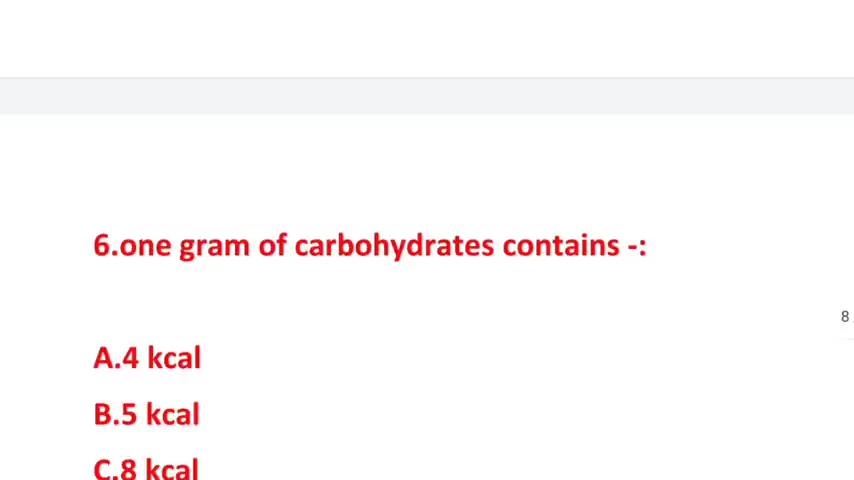 6.one gram of carbohydrates contains -:
8
A.4 kcal
B.5 kcal
C.8 kcal